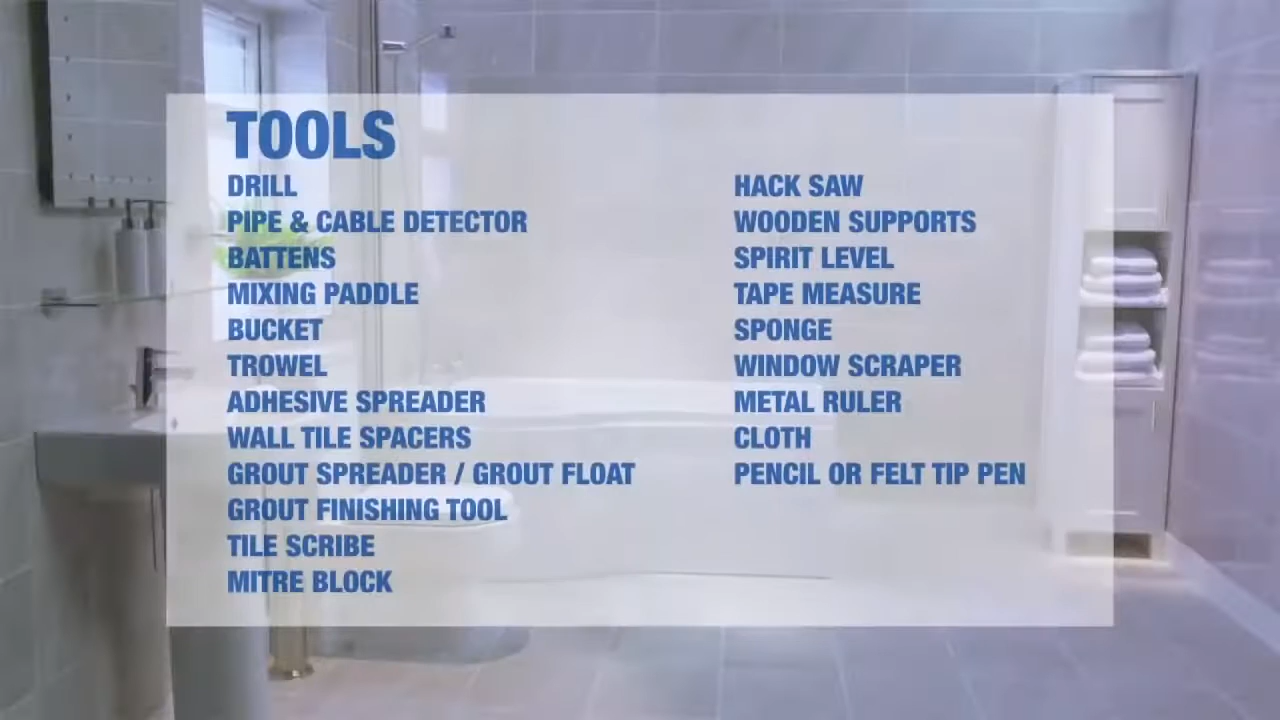 TOOLS
DRILL
PIPE & CABLE DETECTOR
BATTENS
MIXING PADDLE
BUCKET
TROWEL
ADHESIVE SPREADER
WALL TILE SPACERS
GROUT SPREADER / GROUT FLOAT
GROUT FINISHING TOOL
TILE SCRIBE
MITRE BLOCK
HACK SAW
WOODEN SUPPORTS
SPIRIT LEVEL
TAPE MEASURE
SPONGE
WINDOW SCRAPER
METAL RULER
CLOTH
PENCIL OR FELT TIP PEN